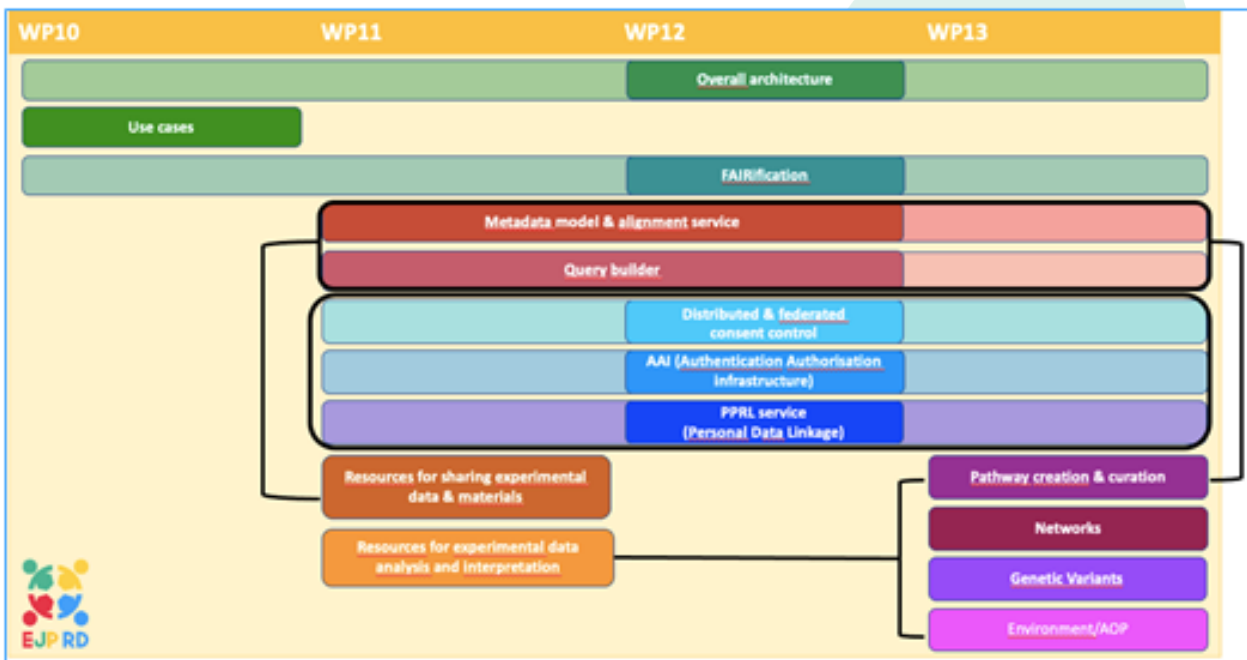 WP10 WP11 WP12 WP13
Overall architecture
Use cases
FAIRification
Metadata model & alignment service
Query builder
Distributed & federated
consent control
AAI (Authentication Authorisation
infrastructure)
PPRL service
(Personal Data Linkage)
Resources for sharing experimental
data & materials
Pathway creation & curation
Networks
Resources for experimental data
analysis and interpretation
Genetic Variants
Environment/AOP
EJP RD